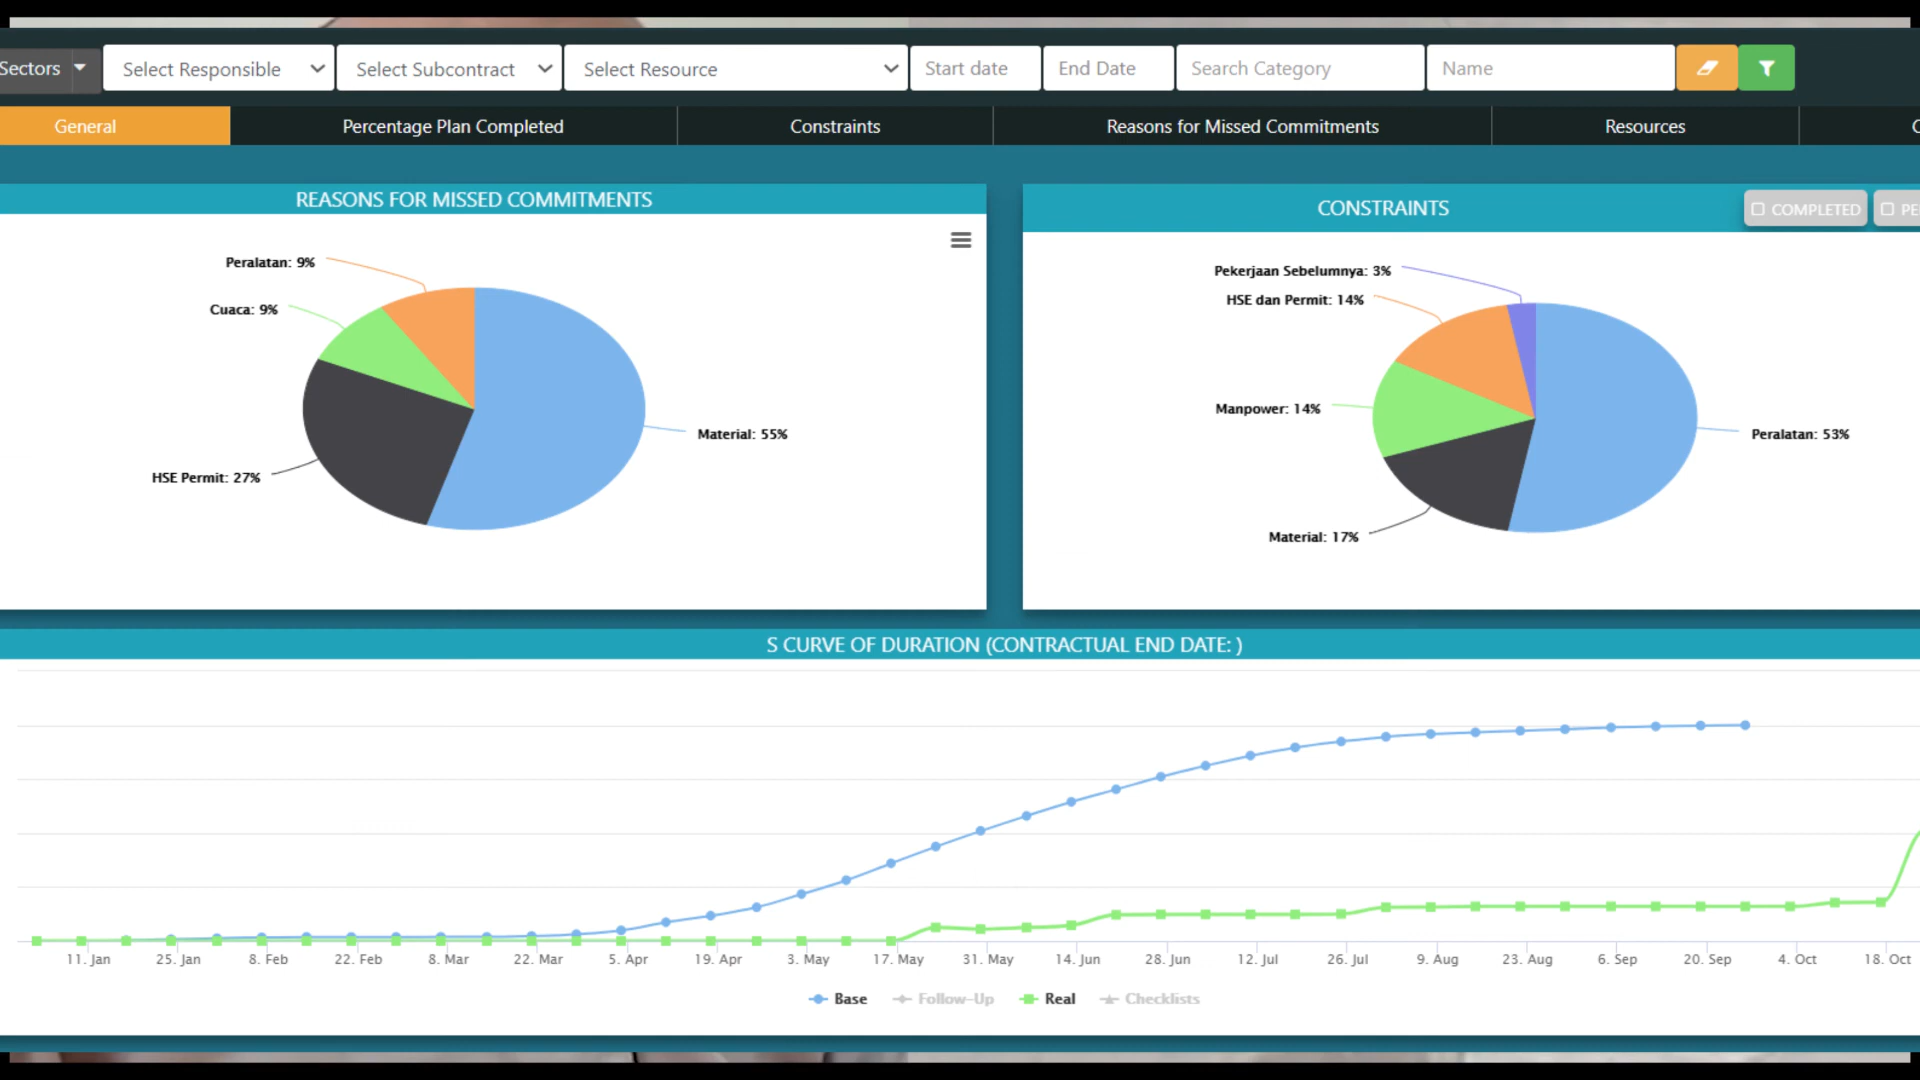 Sectors
Select Responsible
Select Subcontract
Select Resource
Start date
End Date
Search Category
Name
General
Percentage Plan Completed
Constraints
Reasons for Missed Commitments
Resources
REASONS FOR MISSED COMMITMENTS
Peralatan: 9%
Cuaca: 9%
HSE Permit: 27%
Material: 55%
CONSTRAINTS
COMPLETED
PE
Pekerjaan Sebelumnya: 3%
HSE dan Permit: 14%
Manpower: 14%
Material: 17%
Peralatan: 53%
S CURVE OF DURATION (CONTRACTUAL END DATE: )
11. Jan 25. Jan 8. Feb 22. Feb 8. Mar 22. Mar 5. Apr 19. Apr 3. May 17. May 31. May 14. Jun 28. Jun 12. Jul 26. Jul 9. Aug 23. Aug 6. Sep 20. Sep 4. Oct 18. Oct
Base Follow-Up Real Checklists